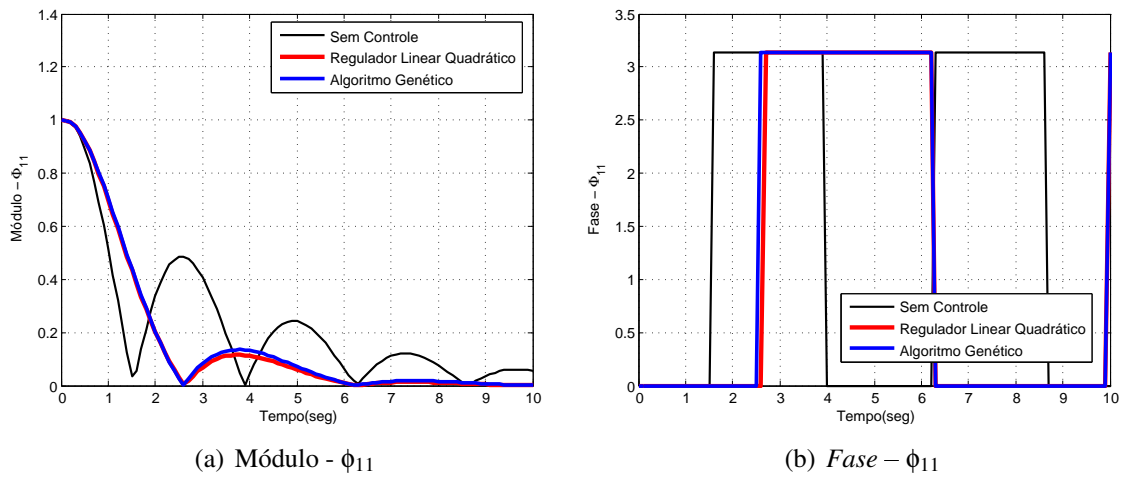 1.4
1.2
1
0.8
0.6
0.4
0.2
0
Módulo – Φ11
Sem Controle
Regulador Linear Quadrático
Algoritmo Genético
0 1 2 3 4 5 6 7 8 9 10
Tempo(seg)
(a) Módulo - ϕ11
3.5
3
2.5
2
1.5
1
0.5
0
Fase – Φ11
Sem Controle
Regulador Linear Quadrático
Algoritmo Genético
0 1 2 3 4 5 6 7 8 9 10
Tempo(seg)
(b) Fase – ϕ11